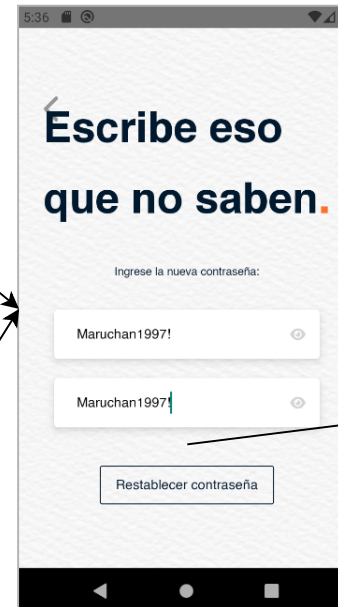 5:36
Escribe eso
que no saben.
Ingrese la nueva contraseña:
Maruchan1997!
Maruchan1997!
Restablecer contraseña